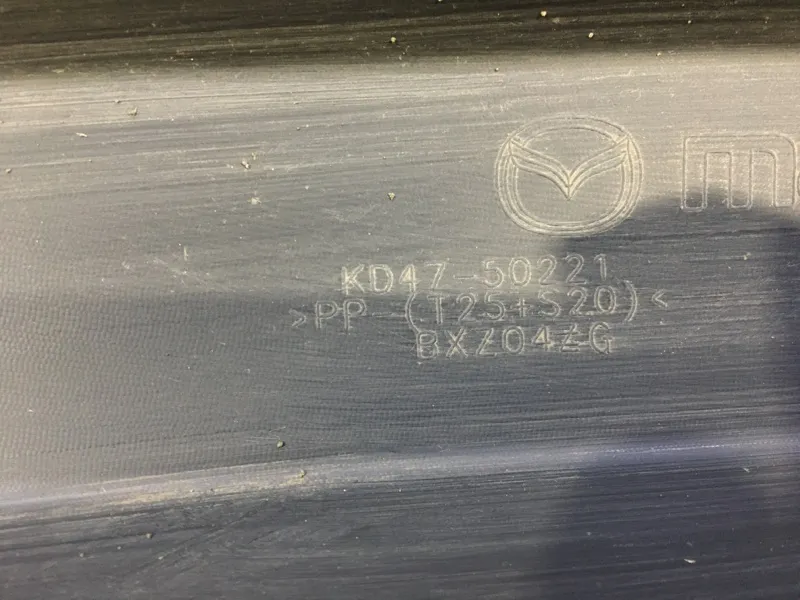 m
KD47-50221
>PP (T25+S20)<
BXZ04ZG